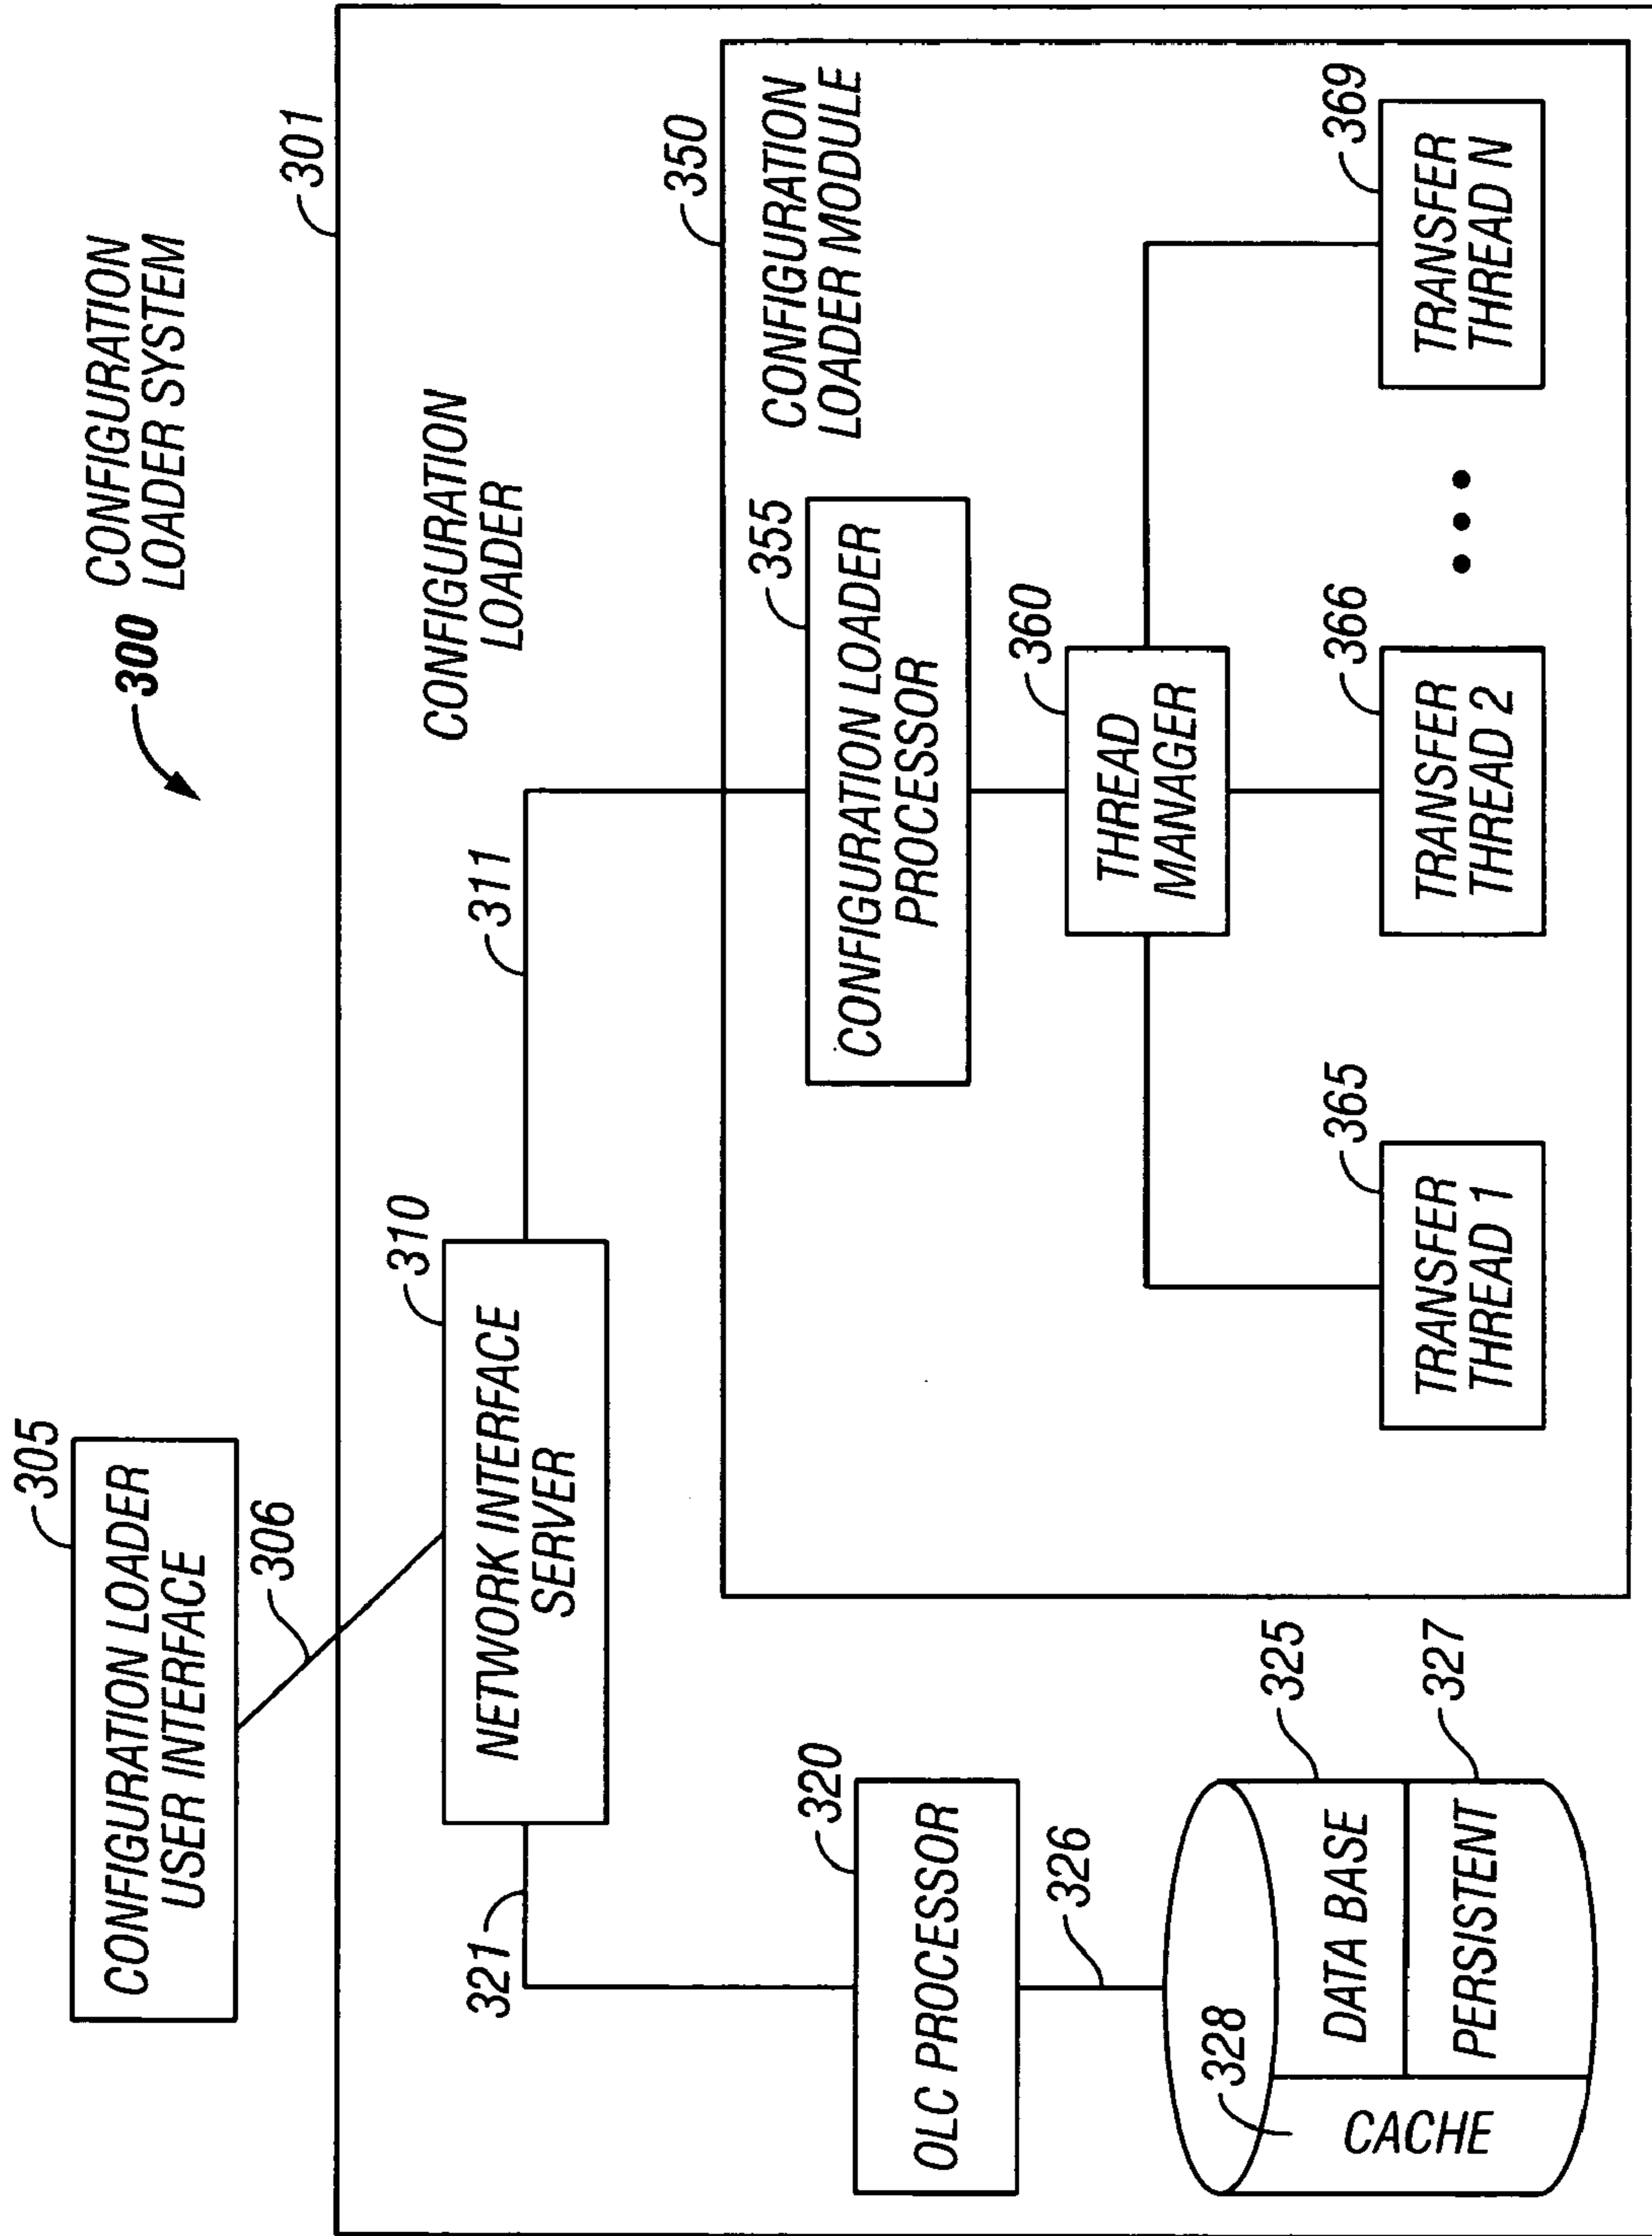 300
CONFIGURATION
LOADER SYSTEM
305
CONFIGURATION LOADER
USER INTERFACE
306
301
CONFIGURATION
LOADER
310
NETWORK INTERFACE
SERVER
311
321
320
OLC PROCESSOR
326
328
CACHE
325
DATA BASE
327
PERSISTENT
350
CONFIGURATION
LOADER MODULE
355
CONFIGURATION LOADER
PROCESSOR
360
THREAD
MANAGER
365
TRANSFER
THREAD 1
366
TRANSFER
THREAD 2
• • •
369
TRANSFER
THREAD N